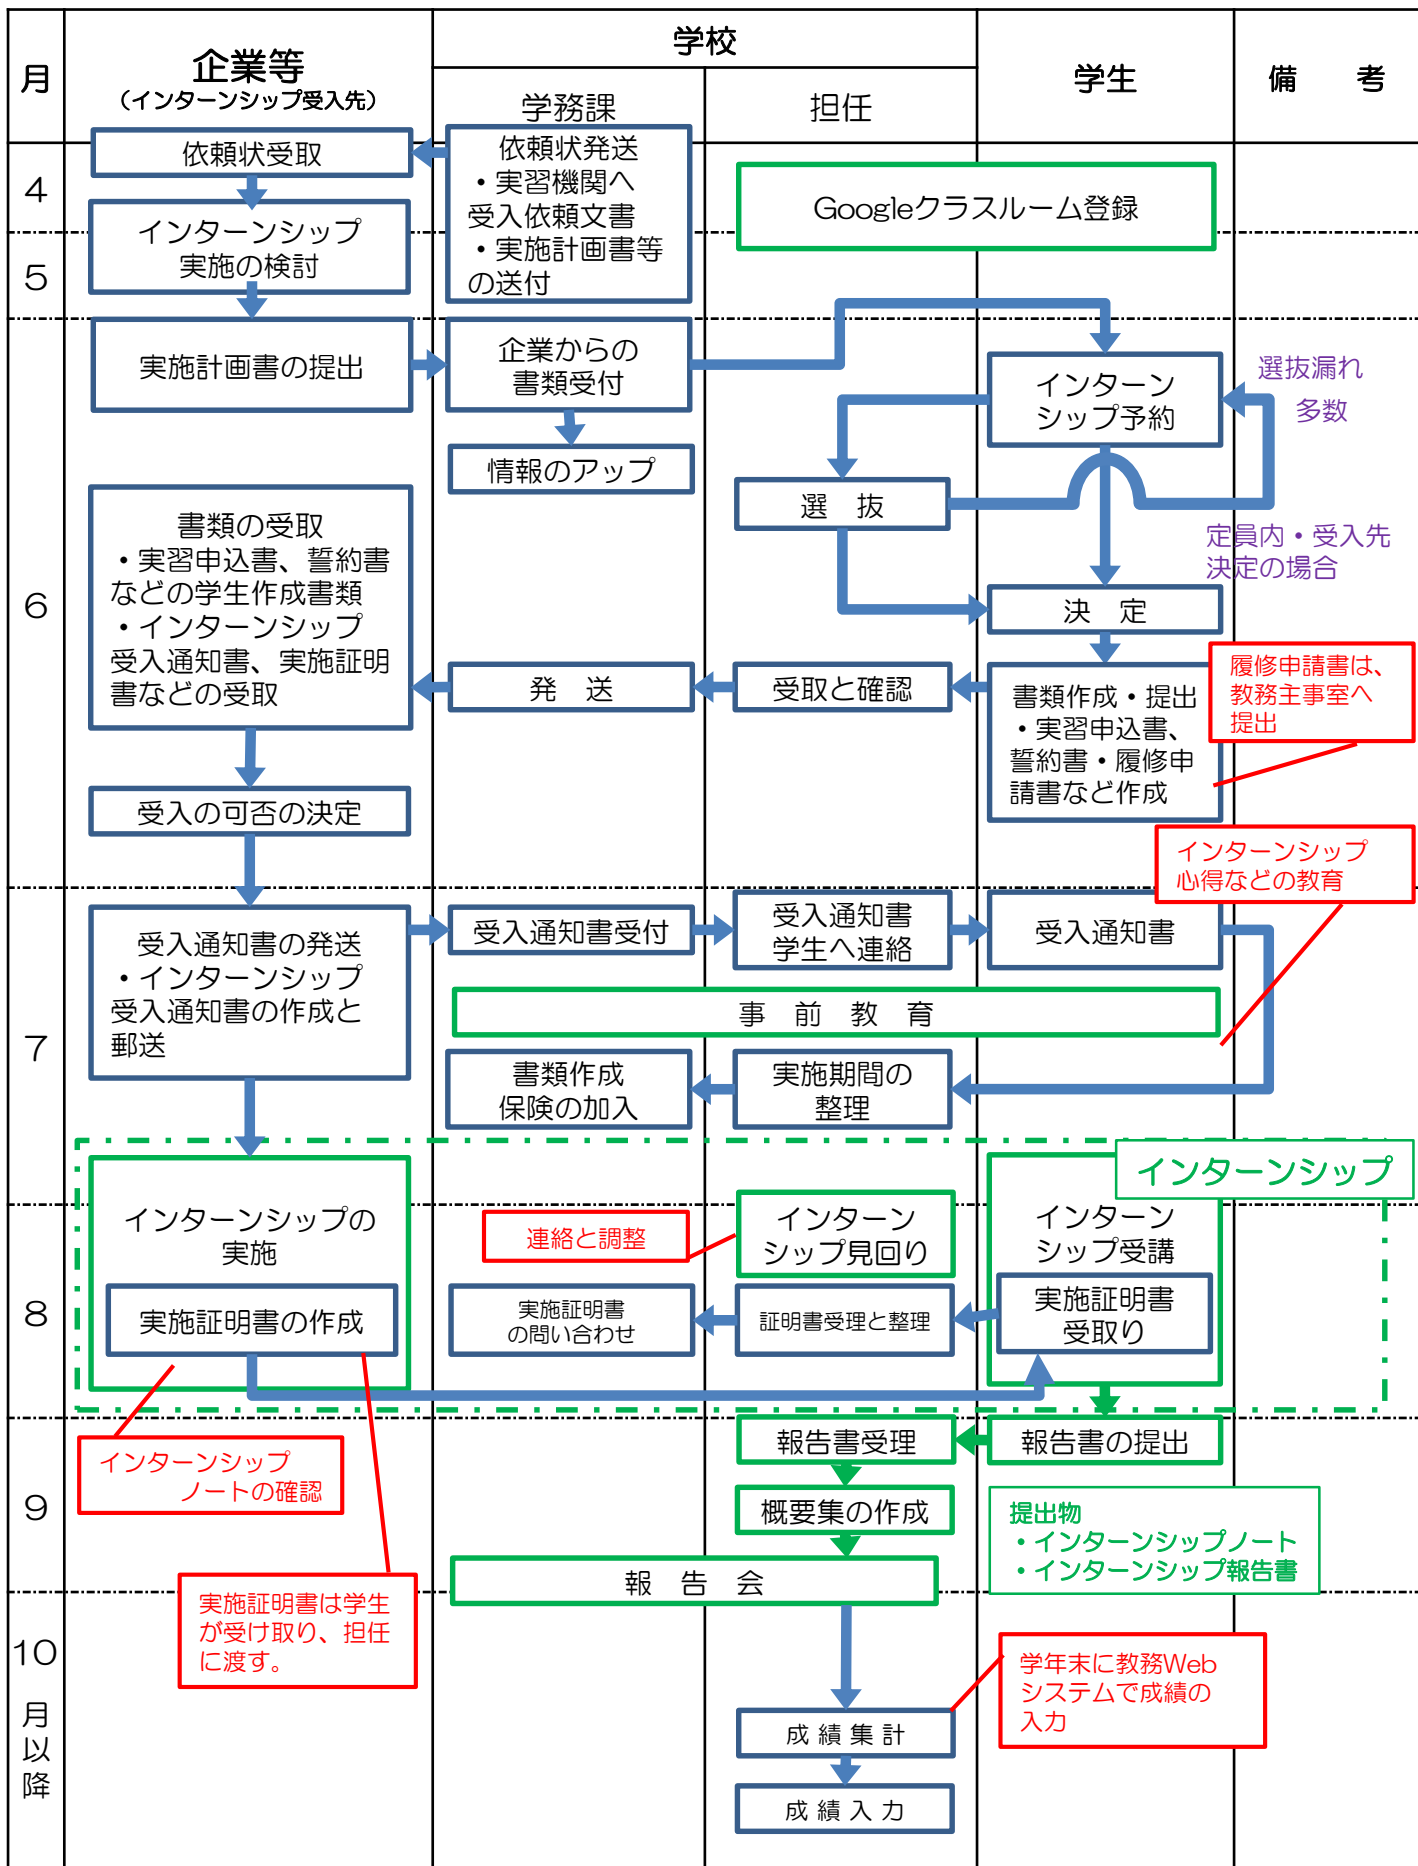 月
企業等
（インターンシップ受入先）
学校
学務課
担任
学生
備　考
4
5
6
7
8
9
10
月
以
降
依頼状受取
依頼状発送
・実習機関へ
受入依頼文書
・実施計画書等
の送付
Googleクラスルーム登録
インターンシップ
実施の検討
実施計画書の提出
企業からの
書類受付
インターン
シップ予約
選抜漏れ
多数
情報のアップ
選　抜
定員内・受入先
決定の場合
書類の受取
・実習申込書、誓約書
などの学生作成書類
・インターンシップ
受入通知書、実施証明
書などの受取
決　定
発　送
受取と確認
書類作成・提出
・実習申込書、
誓約書・履修申
請書など作成
履修申請書は、
教務主事室へ
提出
受入の可否の決定
インターンシップ
心得などの教育
受入通知書の発送
・インターンシップ
受入通知書の作成と
郵送
受入通知書受付
受入通知書
学生へ連絡
受入通知書
事　前　教　育
書類作成
保険の加入
実施期間の
整理
インターンシップ
インターンシップの
実施
連絡と調整
インターン
シップ見回り
インターン
シップ受講
実施証明書の作成
実施証明書
の問い合わせ
証明書受理と整理
実施証明書
受取り
インターンシップ
ノートの確認
報告書受理
報告書の提出
概要集の作成
提出物
・インターンシップノート
・インターンシップ報告書
報　告　会
実施証明書は学生
が受け取り、担任
に渡す。
学年末に教務Web
システムで成績の
入力
成 績 集 計
成 績 入 力